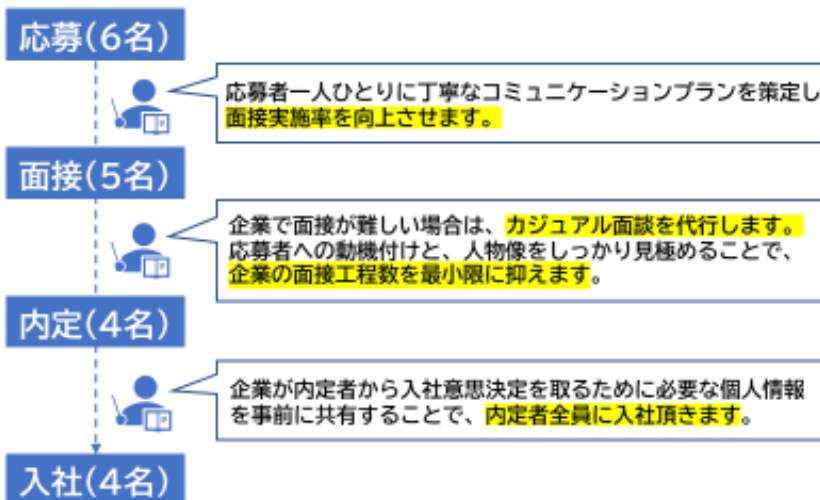 応募(6名)
応募者一人ひとりに丁寧なコミュニケーションプランを策定し
面接実施率を向上させます。
面接(5名)
企業で面接が難しい場合は、カジュアル面談を代行します。
応募者への動機付けと、人物像をしっかり見極めることで、
企業の面接工程数を最小限に抑えます。
内定(4名)
企業が内定者から入社意思決定を取るために必要な個人情報
を事前に共有することで、内定者全員に入社頂きます。
入社(4名)